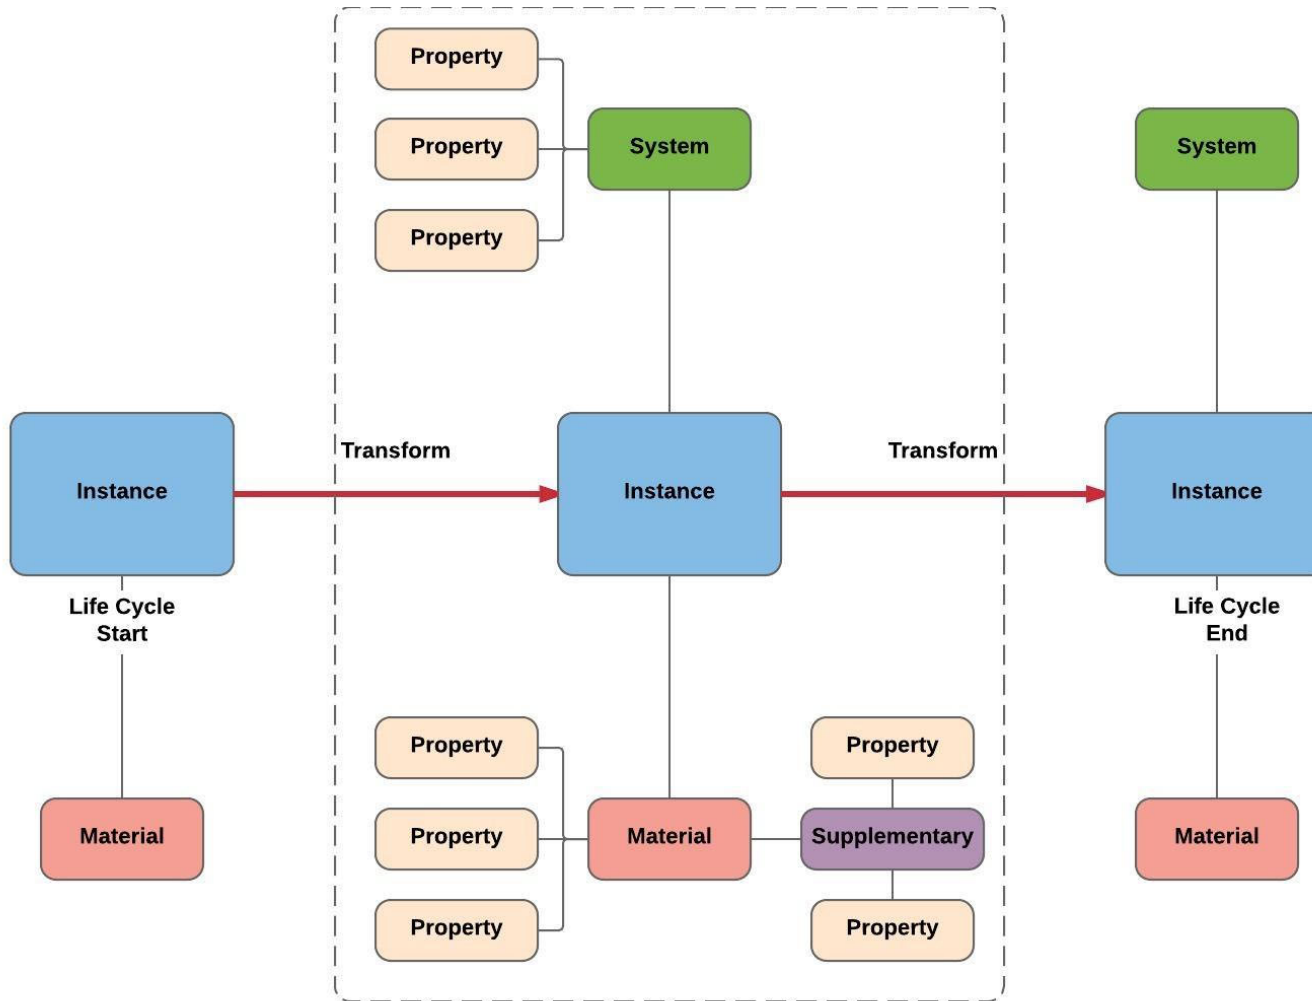 Property
Property
System
System
Property
Transform
Transform
Instance
Instance
Instance
Life Cycle
Start
Life Cycle
End
Property
Property
Material
Property
Material
Supplementary
Material
Property
Property